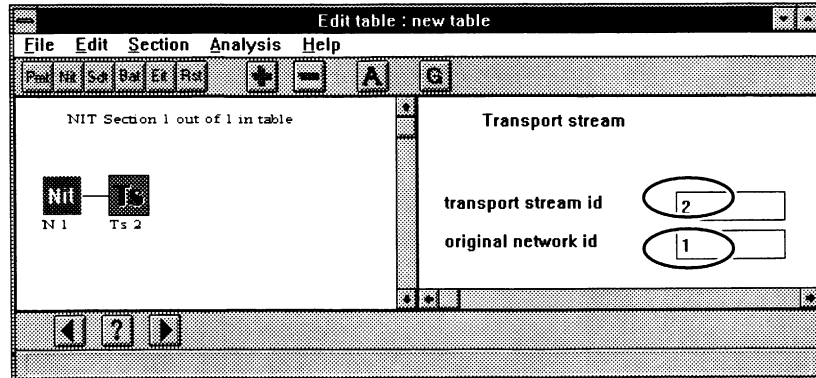 Edit table : new table
File Edit Section Analysis Help
Pmt Nit Sdt Bat Eit Rst A G
NIT Section 1 out of 1 in table
Nit Ts
N 1 Ts 2
Transport stream
transport stream id 2
original network id 1
?